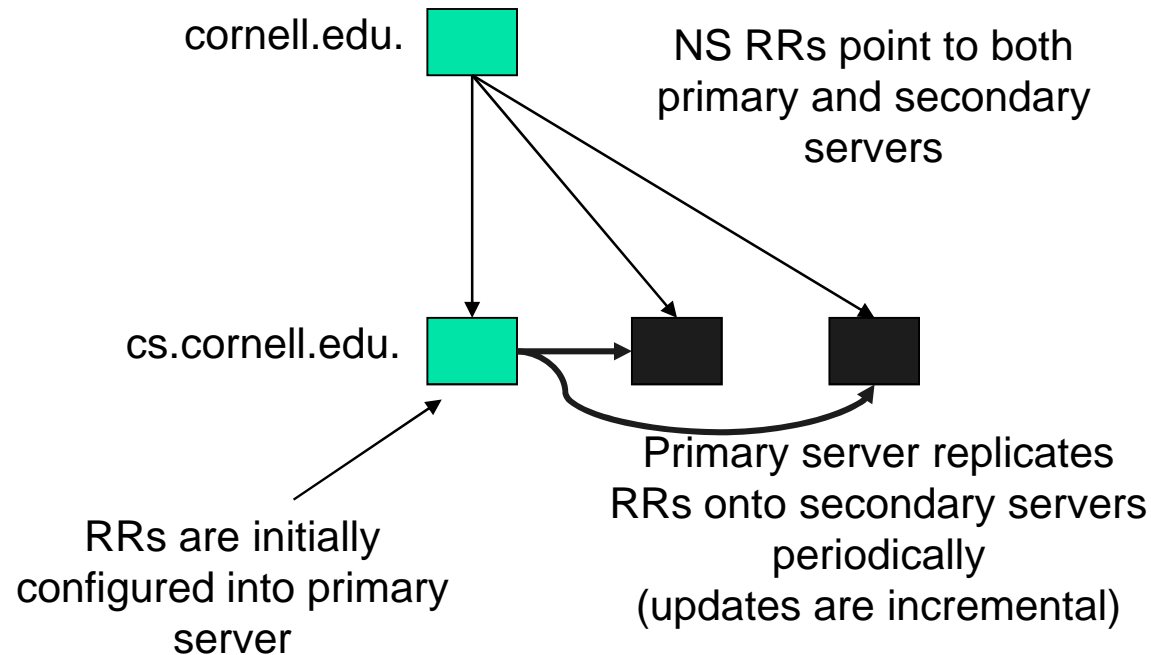 cornell.edu.
NS RRs point to both
primary and secondary
servers
cs.cornell.edu.
Primary server replicates
RRs onto secondary servers
periodically
(updates are incremental)
RRs are initially
configured into primary
server